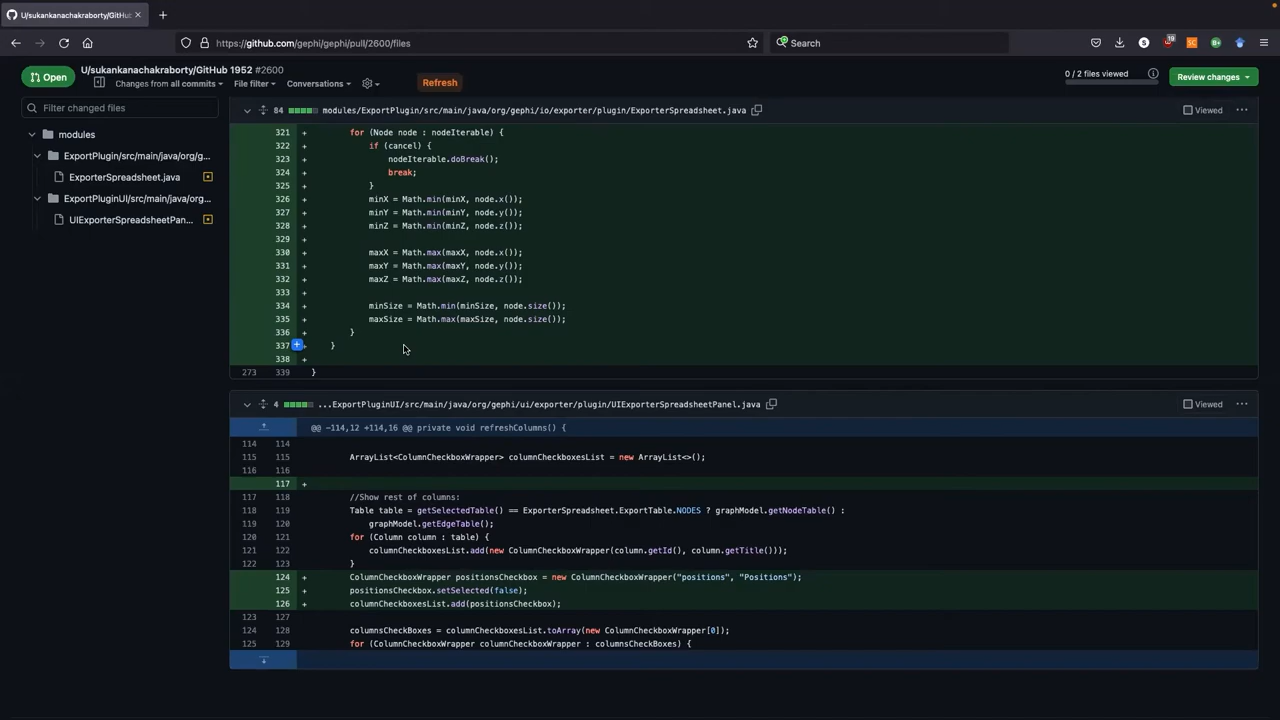 U/sukankanachakraborty/GitHub
https://github.com/gephi/gephi/pull/2600/files
Search
19
Open
U/sukankanachakraborty/GitHub 1952 #2600
Changes from all commits
File filter
Conversations
Refresh
0 / 2 files viewed
Review changes
Filter changed files
modules
ExportPlugin/src/main/java/org/g...
ExporterSpreadsheet.java
ExportPluginUI/src/main/java/org...
UIExporterSpreadsheetPan...
84 modules/ExportPlugin/src/main/java/org/gephi/io/exporter/plugin/ExporterSpreadsheet.java
Viewed
321 + for (Node node : nodeIterable) {
322 + if (cancel) {
323 + nodeIterable.doBreak();
324 + break;
325 + }
326 + minX = Math.min(minX, node.x());
327 + minY = Math.min(minY, node.y());
328 + minZ = Math.min(minZ, node.z());
329 +
330 + maxX = Math.max(maxX, node.x());
331 + maxY = Math.max(maxY, node.y());
332 + maxZ = Math.max(maxZ, node.z());
333 +
334 + minSize = Math.min(minSize, node.size());
335 + maxSize = Math.max(maxSize, node.size());
336 + }
337 + }
338 +
273 339 }
4 ...ExportPluginUI/src/main/java/org/gephi/ui/exporter/plugin/UIExporterSpreadsheetPanel.java
Viewed
@@ -114,12 +114,16 @@ private void refreshColumns() {
114 114
115 115 ArrayList<ColumnCheckboxWrapper> columnCheckboxesList = new ArrayList<>();
116 116
117 +
117 118 //Show rest of columns:
118 119 Table table = getSelectedTable() == ExporterSpreadsheet.ExportTable.NODES ? graphModel.getNodeTable() :
119 120 graphModel.getEdgeTable();
120 121 for (Column column : table) {
121 122 columnCheckboxesList.add(new ColumnCheckboxWrapper(column.getId(), column.getTitle()));
122 123 }
124 + ColumnCheckboxWrapper positionsCheckbox = new ColumnCheckboxWrapper("positions", "Positions");
125 + positionsCheckbox.setSelected(false);
126 + columnCheckboxesList.add(positionsCheckbox);
123 127
124 128 columnsCheckBoxes = columnCheckboxesList.toArray(new ColumnCheckboxWrapper[0]);
125 129 for (ColumnCheckboxWrapper columnCheckboxWrapper : columnsCheckBoxes) {